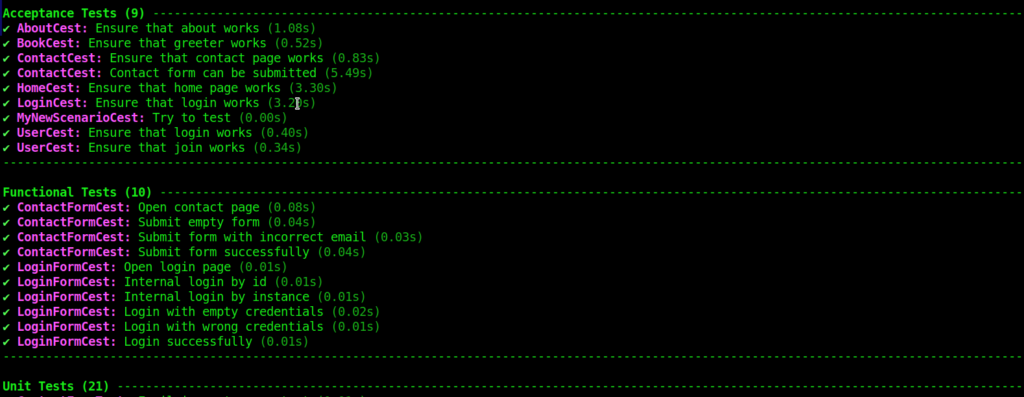 Acceptance Tests (9) ----------------------------------------
✔ AboutCest: Ensure that about works (1.08s)
✔ BookCest: Ensure that greeter works (0.52s)
✔ ContactCest: Ensure that contact page works (0.83s)
✔ ContactCest: Contact form can be submitted (5.49s)
✔ HomeCest: Ensure that home page works (3.30s)
✔ LoginCest: Ensure that login works
✔ MyNewScenarioCest: Try to test (0.00s)
✔ UserCest: Ensure that login works (0.40s)
✔ UserCest: Ensure that join works (0.34s)
----------------------------------------
Functional Tests (10) ----------------------------------------
✔ ContactFormCest: Open contact page (0.08s)
✔ ContactFormCest: Submit empty form (0.04s)
✔ ContactFormCest: Submit form with incorrect email (0.03s)
✔ ContactFormCest: Submit form successfully (0.04s)
✔ LoginFormCest: Open login page (0.01s)
✔ LoginFormCest: Internal login by id (0.01s)
✔ LoginFormCest: Internal login by instance (0.01s)
✔ LoginFormCest: Login with empty credentials (0.02s)
✔ LoginFormCest: Login with wrong credentials (0.01s)
✔ LoginFormCest: Login successfully (0.01s)
----------------------------------------
Unit Tests (21) ----------------------------------------